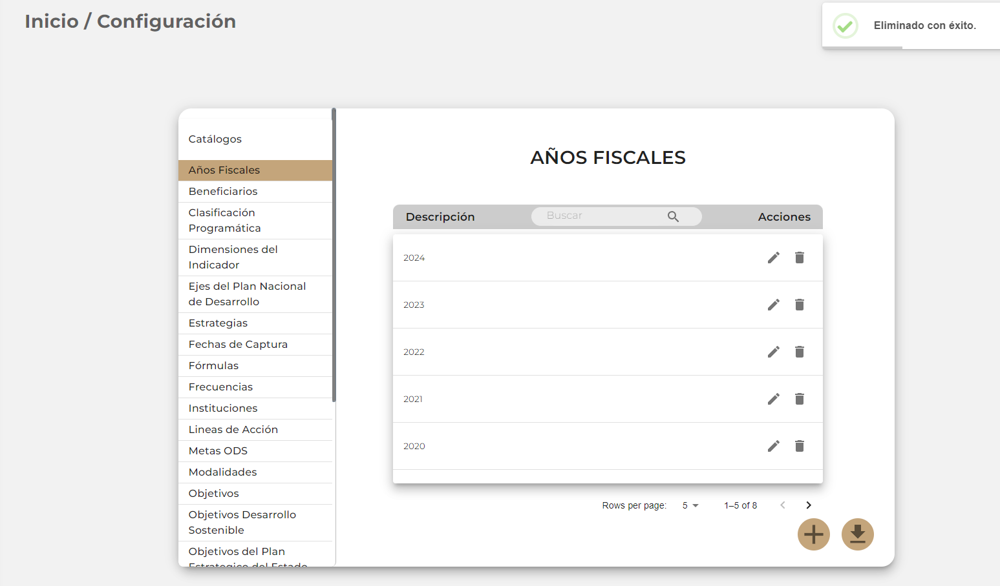 Inicio / Configuración
Eliminado con éxito.
Catálogos
Años Fiscales
Beneficiarios
Clasificación
Programática
Dimensiones del
Indicador
Ejes del Plan Nacional
de Desarrollo
Estrategias
Fechas de Captura
Fórmulas
Frecuencias
Instituciones
Lineas de Acción
Metas ODS
Modalidades
Objetivos
Objetivos Desarrollo
Sostenible
Objetivos del Plan
Estrategico del Estado
AÑOS FISCALES
Descripción Buscar Acciones
2024
2023
2022
2021
2020
Rows per page: 5 1–5 of 8